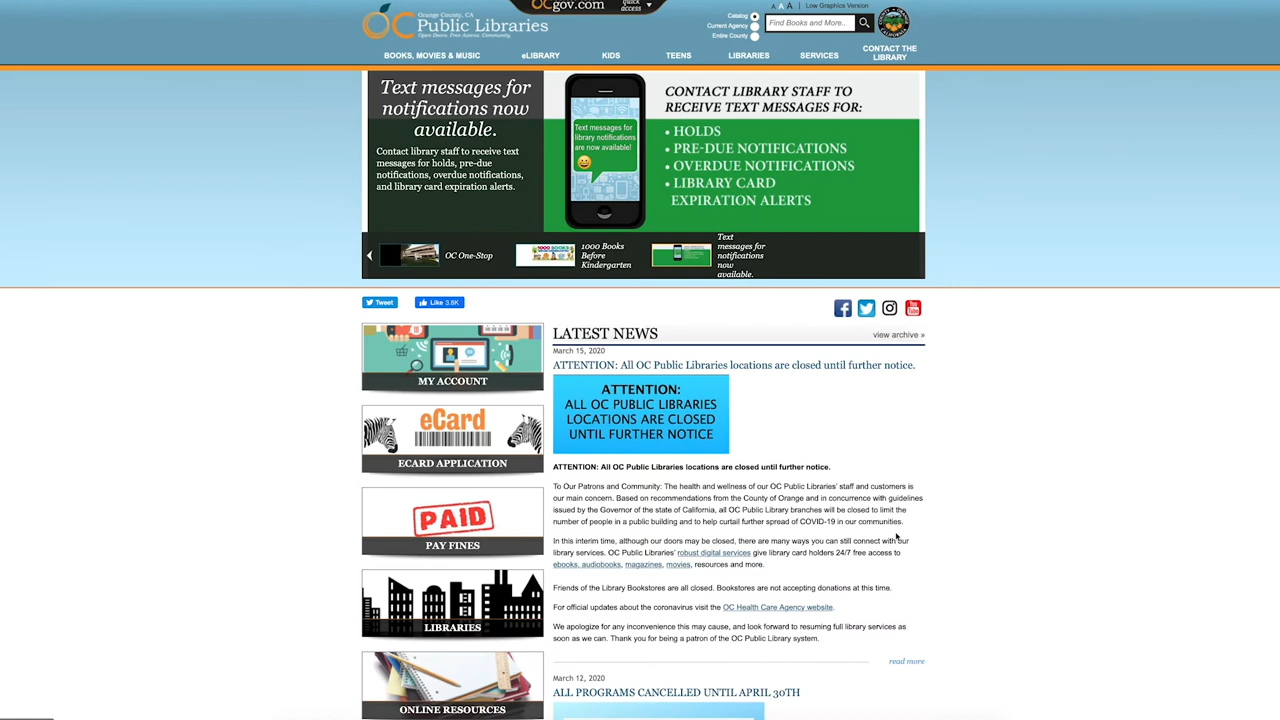 OCgov.com
quick access
A A A Low Graphics Version
Orange County, CA
OC Public Libraries
Open Doors. Free Access. Community.
Catalog
Current Agency
Entire County
Find Books and More..
BOOKS, MOVIES & MUSIC
eLIBRARY
KIDS
TEENS
LIBRARIES
SERVICES
CONTACT THE
LIBRARY
Text messages for
notifications now
available.
Contact library staff to receive text
messages for holds, pre-due
notifications, overdue notifications,
and library card expiration alerts.
Text messages for
library notifications
are now available!
CONTACT LIBRARY STAFF TO
RECEIVE TEXT MESSAGES FOR:
• HOLDS
• PRE-DUE NOTIFICATIONS
• OVERDUE NOTIFICATIONS
• LIBRARY CARD
EXPIRATION ALERTS
OC One-Stop
1000 Books
Before
Kindergarten
Text
messages for
notifications
now
available.
Tweet
Like 3.8K
You
Tube
MY ACCOUNT
eCard
ECARD APPLICATION
PAID
PAY FINES
LIBRARIES
ONLINE RESOURCES
LATEST NEWS
view archive »
March 15, 2020
ATTENTION: All OC Public Libraries locations are closed until further notice.
ATTENTION:
ALL OC PUBLIC LIBRARIES
LOCATIONS ARE CLOSED
UNTIL FURTHER NOTICE
ATTENTION: All OC Public Libraries locations are closed until further notice.
To Our Patrons and Community: The health and wellness of our OC Public Libraries' staff and customers is
our main concern. Based on recommendations from the County of Orange and in concurrence with guidelines
issued by the Governor of the state of California, all OC Public Library branches will be closed to limit the
number of people in a public building and to help curtail further spread of COVID-19 in our communities.
In this interim time, although our doors may be closed, there are many ways you can still connect with our
library services. OC Public Libraries' robust digital services give library card holders 24/7 free access to
ebooks, audiobooks, magazines, movies, resources and more.
Friends of the Library Bookstores are all closed. Bookstores are not accepting donations at this time.
For official updates about the coronavirus visit the OC Health Care Agency website.
We apologize for any inconvenience this may cause, and look forward to resuming full library services as
soon as we can. Thank you for being a patron of the OC Public Library system.
read more
March 12, 2020
ALL PROGRAMS CANCELLED UNTIL APRIL 30TH